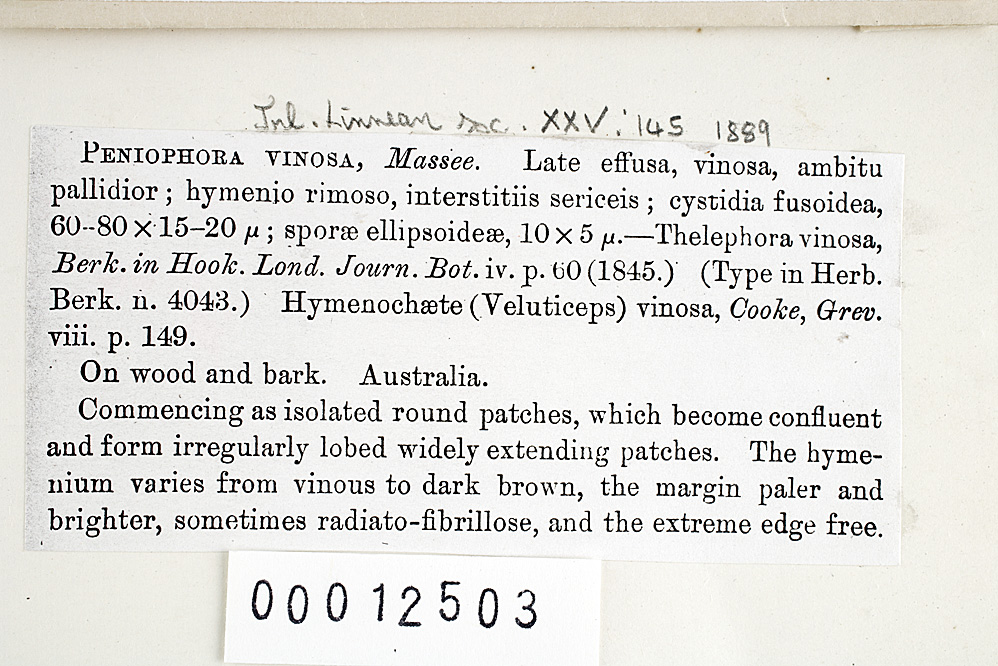 Jnl. Linnean soc. XXV: 145 1889
PENIOPHORA VINOSA, Massee. Late effusa, vinosa, ambitu
pallidior; hymenio rimoso, interstitiis sericeis; cystidia fusoidea,
60–80 × 15–20 μ; sporæ ellipsoideæ, 10 × 5 μ.—Thelephora vinosa,
Berk. in Hook. Lond. Journ. Bot. iv. p. 60 (1845.) (Type in Herb.
Berk. n. 4043.) Hymenochæte (Veluticeps) vinosa, Cooke, Grev.
viii. p. 149.
On wood and bark. Australia.
Commencing as isolated round patches, which become confluent
and form irregularly lobed widely extending patches. The hyme-
nium varies from vinous to dark brown, the margin paler and
brighter, sometimes radiato-fibrillose, and the extreme edge free.
00012503